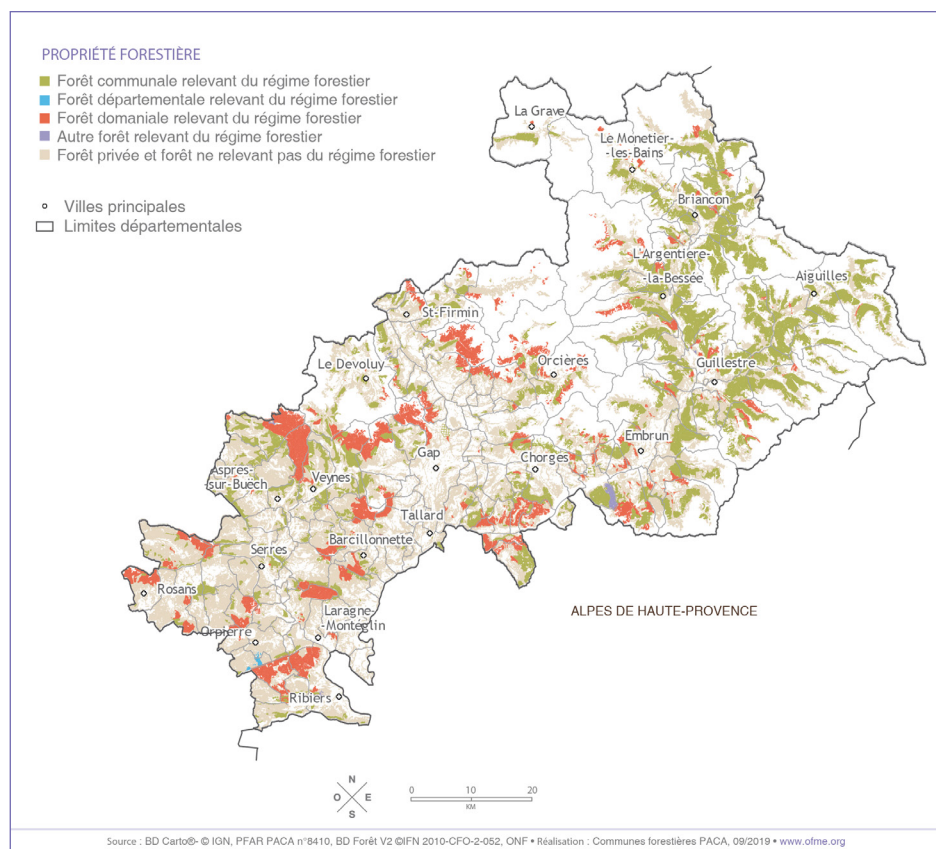 PROPRIÉTÉ FORESTIÈRE
Forêt communale relevant du régime forestier
Forêt départementale relevant du régime forestier
Forêt domaniale relevant du régime forestier
Autre forêt relevant du régime forestier
Forêt privée et forêt ne relevant pas du régime forestier
Villes principales
Limites départementales
La Grave
Le Monetier-
-les-Bains
Briancon
L'Argentiere-
-la-Bessée
Aiguilles
St-Firmin
Le Devoluy
Orcières
Guillestre
Embrun
Gap
Chorges
Aspres-
-sur-Buech
Veynes
Tallard
Serres
Barcillonnette
Rosans
Laragne-
-Montéglin
Orpierre
Ribiers
ALPES DE HAUTE-PROVENCE
N
O E
S
0 10 20
KM
Source : BD Carto®- © IGN, PFAR PACA n°8410, BD Forêt V2 ©IFN 2010-CFO-2-052, ONF • Réalisation : Communes forestières PACA, 09/2019 • www.ofme.org